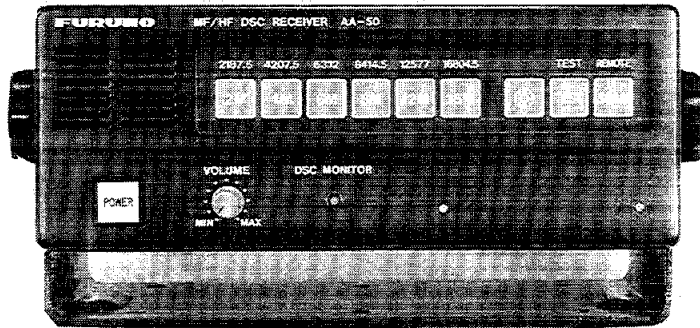 FURUNO MF/HF DSC RECEIVER AA-50
2187.5 4207.5 6312 8414.5 12577 16804.5 TEST REMOTE
VOLUME DSC MONITOR
POWER
MIN MAX